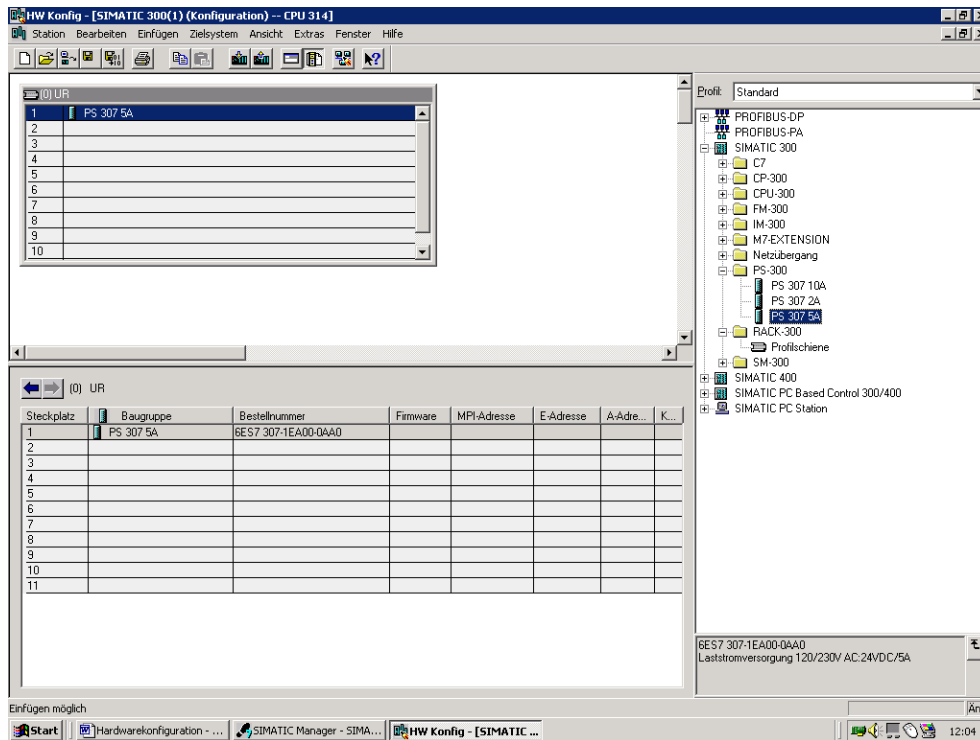 HW Konfig - [SIMATIC 300(1) (Konfiguration) -- CPU 314]
Station Bearbeiten Einfügen Zielsystem Ansicht Extras Fenster Hilfe
(0) UR
1 PS 307 5A
2
3
4
5
6
7
8
9
10
Profil: Standard
PROFIBUS-DP
PROFIBUS-PA
SIMATIC 300
C7
CP-300
CPU-300
FM-300
IM-300
M7-EXTENSION
Netzübergang
PS-300
PS 307 10A
PS 307 2A
PS 307 5A
RACK-300
Profilschiene
SM-300
SIMATIC 400
SIMATIC PC Based Control 300/400
SIMATIC PC Station
(0) UR
Steckplatz Baugruppe Bestellnummer Firmware MPI-Adresse E-Adresse A-Adre... K...
1 PS 307 5A 6ES7 307-1EA00-0AA0
2
3
4
5
6
7
8
9
10
11
6ES7 307-1EA00-0AA0
Laststromversorgung 120/230V AC:24VDC/5A
Einfügen möglich
Än
Start Hardwarekonfiguration - ... SIMATIC Manager - SIMA... HW Konfig - [SIMATIC ... 12:04